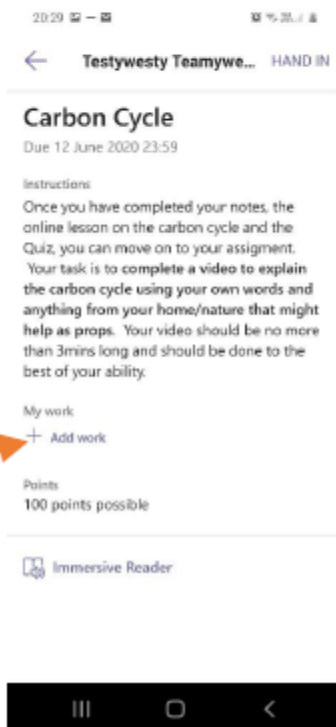 20:29
Testywesty Teamywe... HAND IN
Carbon Cycle
Due 12 June 2020 23:59
Instructions
Once you have completed your notes, the
online lesson on the carbon cycle and the
Quiz, you can move on to your assigment.
Your task is to complete a video to explain
the carbon cycle using your own words and
anything from your home/nature that might
help as props. Your video should be no more
than 3mins long and should be done to the
best of your ability.
My work
+ Add work
Points
100 points possible
Immersive Reader